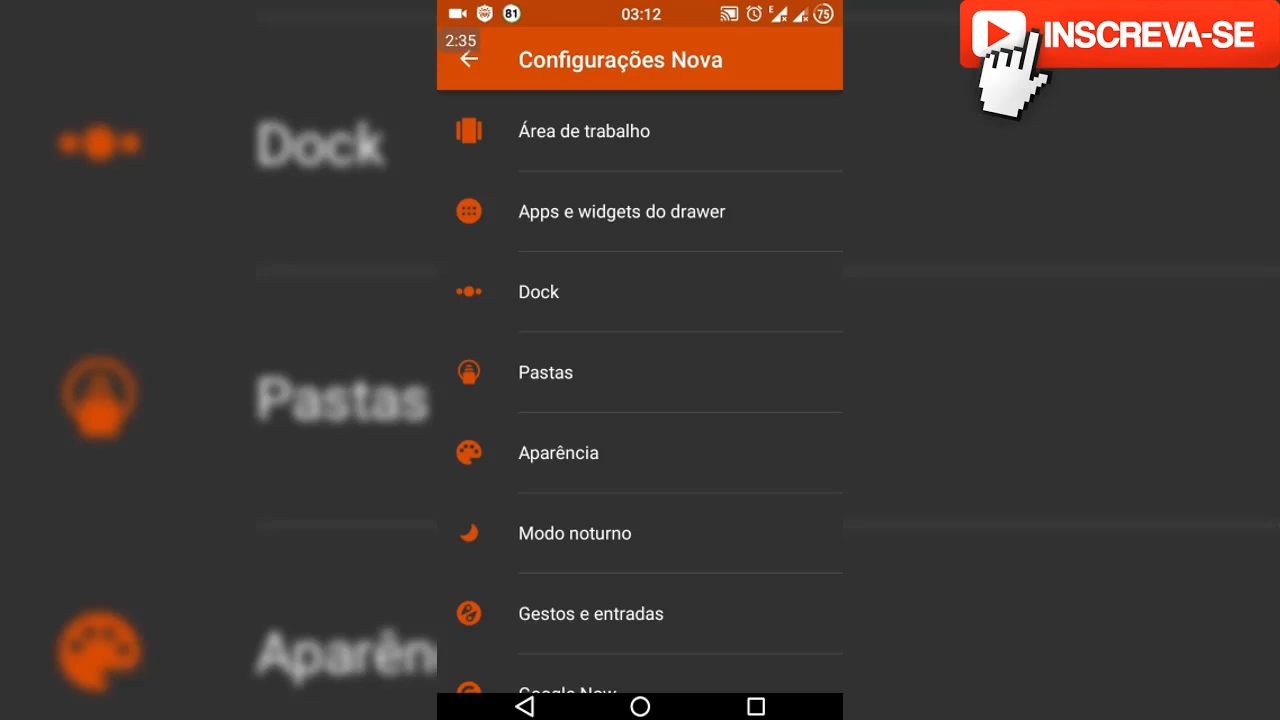 81
03:12
E
75
INSCREVA-SE
2:35
Configurações Nova
Área de trabalho
Apps e widgets do drawer
Dock
Pastas
Aparência
Modo noturno
Gestos e entradas
Google Now
Dock
Pastas
Aparên